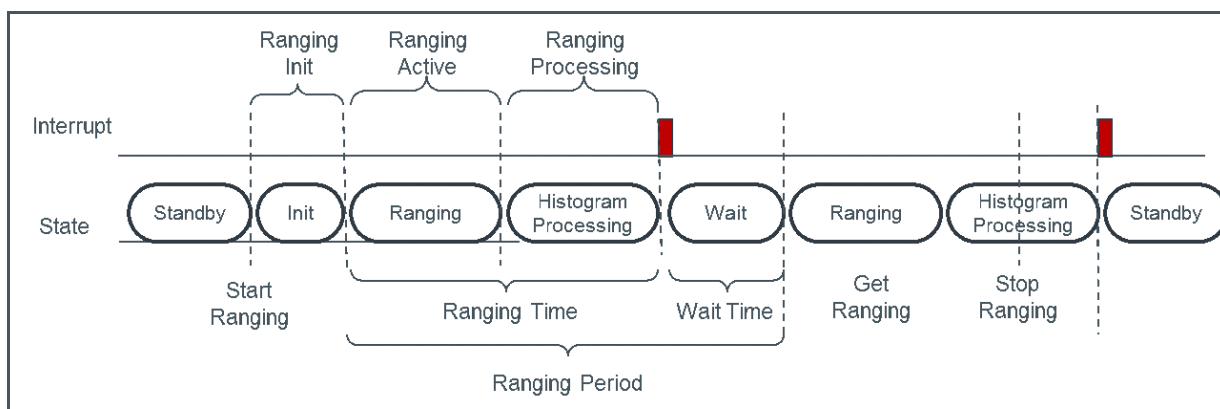 Ranging
Init
Ranging
Active
Ranging
Processing
Interrupt
State
Standby
Init
Ranging
Histogram
Processing
Wait
Ranging
Histogram
Processing
Standby
Start
Ranging
Ranging Time
Wait Time
Get
Ranging
Stop
Ranging
Ranging Period